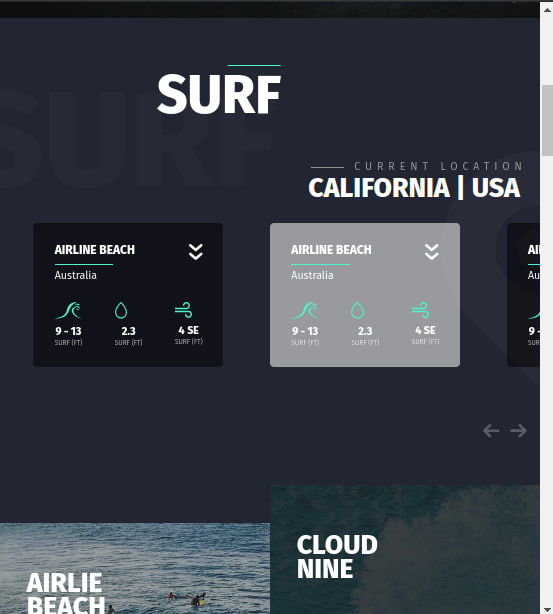 SURF
SURF
CURRENT LOCATION
CALIFORNIA | USA
AIRLINE BEACH
Australia
9 - 13
2.3
4 SE
SURF (FT)
SURF (FT)
SURF (FT)
AIRLINE BEACH
Australia
9 - 13
2.3
4 SE
SURF (FT)
SURF (FT)
SURF (FT)
CLOUD
NINE
AIRLIE
BEACH